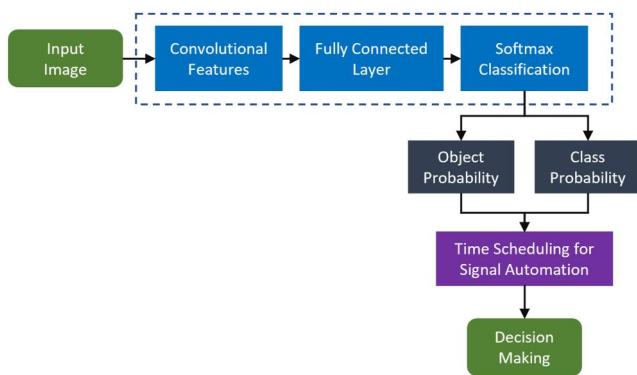 Input
Image
Convolutional
Features
Fully Connected
Layer
Softmax
Classification
Object
Probability
Class
Probability
Time Scheduling for
Signal Automation
Decision
Making